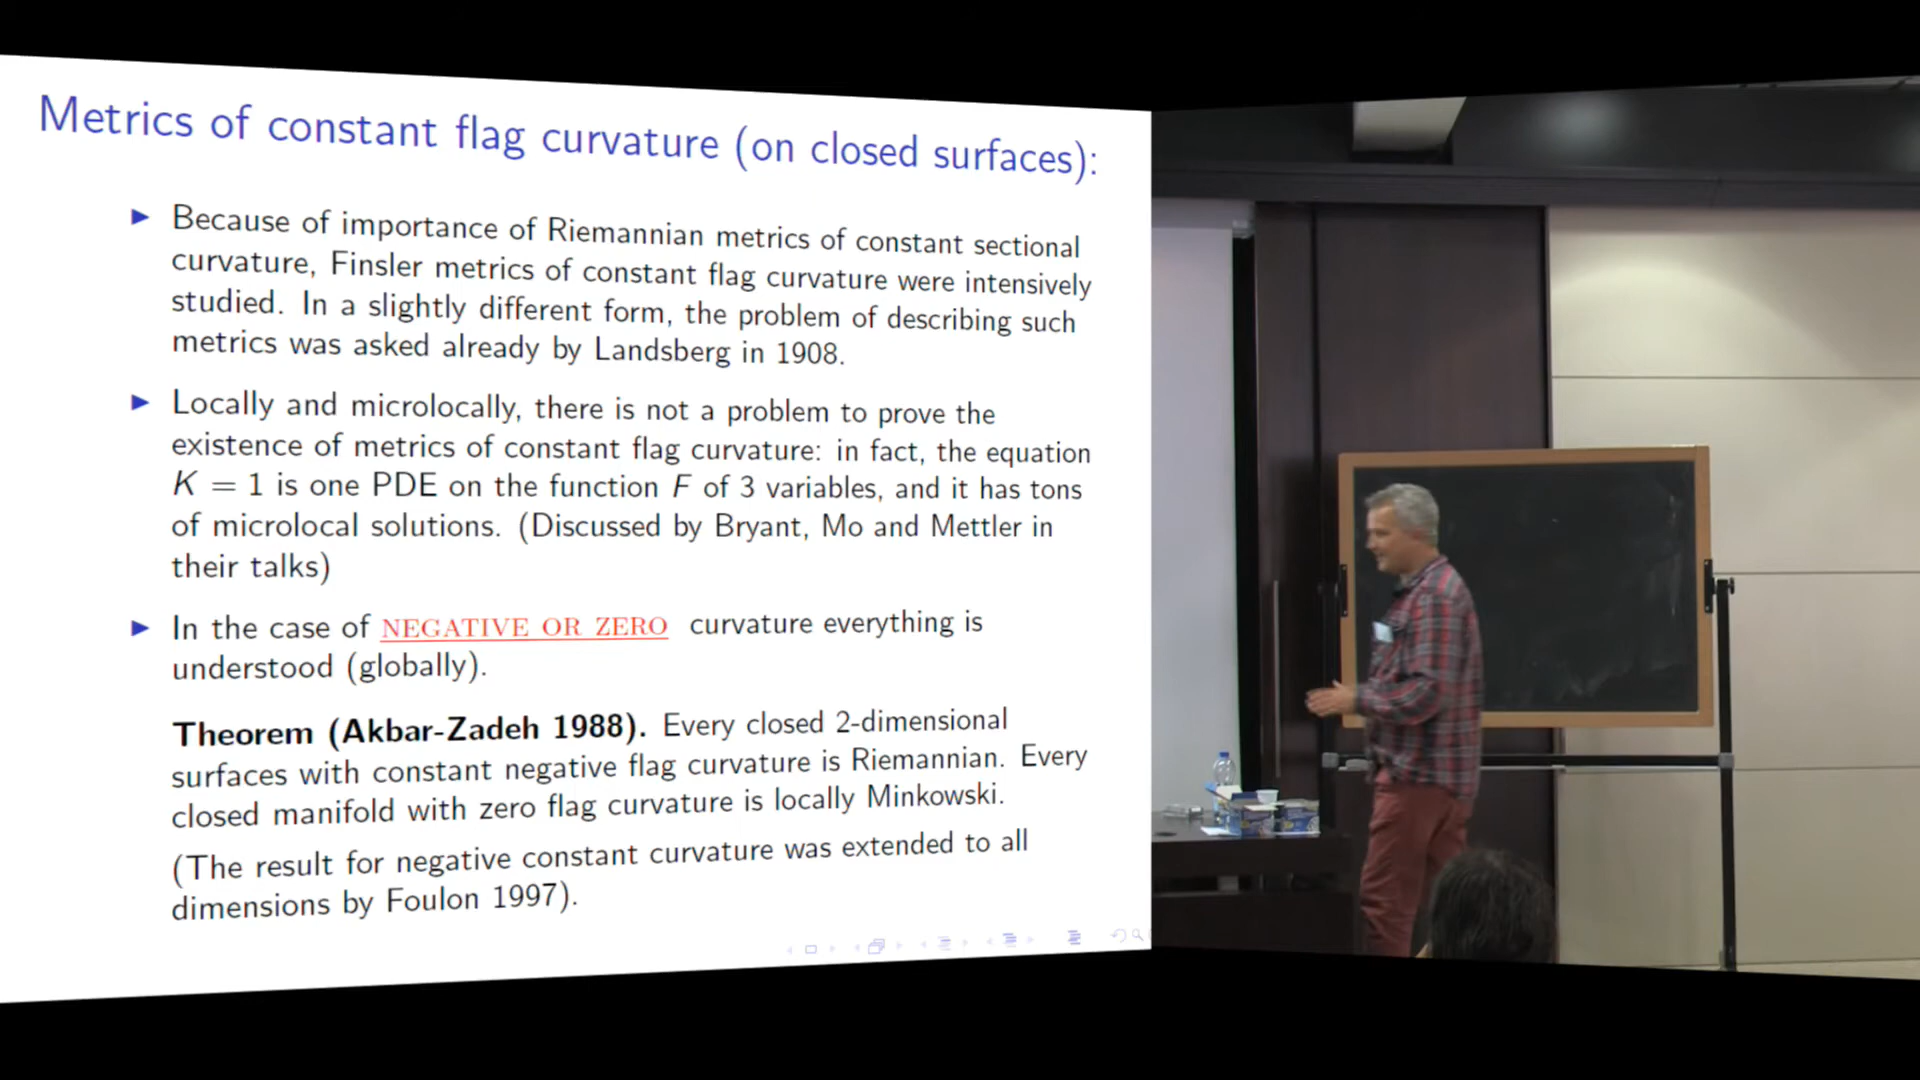 Metrics of constant flag curvature (on closed surfaces):
► Because of importance of Riemannian metrics of constant sectional
curvature, Finsler metrics of constant flag curvature were intensively
studied. In a slightly different form, the problem of describing such
metrics was asked already by Landsberg in 1908.
► Locally and microlocally, there is not a problem to prove the
existence of metrics of constant flag curvature: in fact, the equation
K = 1 is one PDE on the function F of 3 variables, and it has tons
of microlocal solutions. (Discussed by Bryant, Mo and Mettler in
their talks)
► In the case of NEGATIVE OR ZERO curvature everything is
understood (globally).
Theorem (Akbar-Zadeh 1988). Every closed 2-dimensional
surfaces with constant negative flag curvature is Riemannian. Every
closed manifold with zero flag curvature is locally Minkowski.
(The result for negative constant curvature was extended to all
dimensions by Foulon 1997).